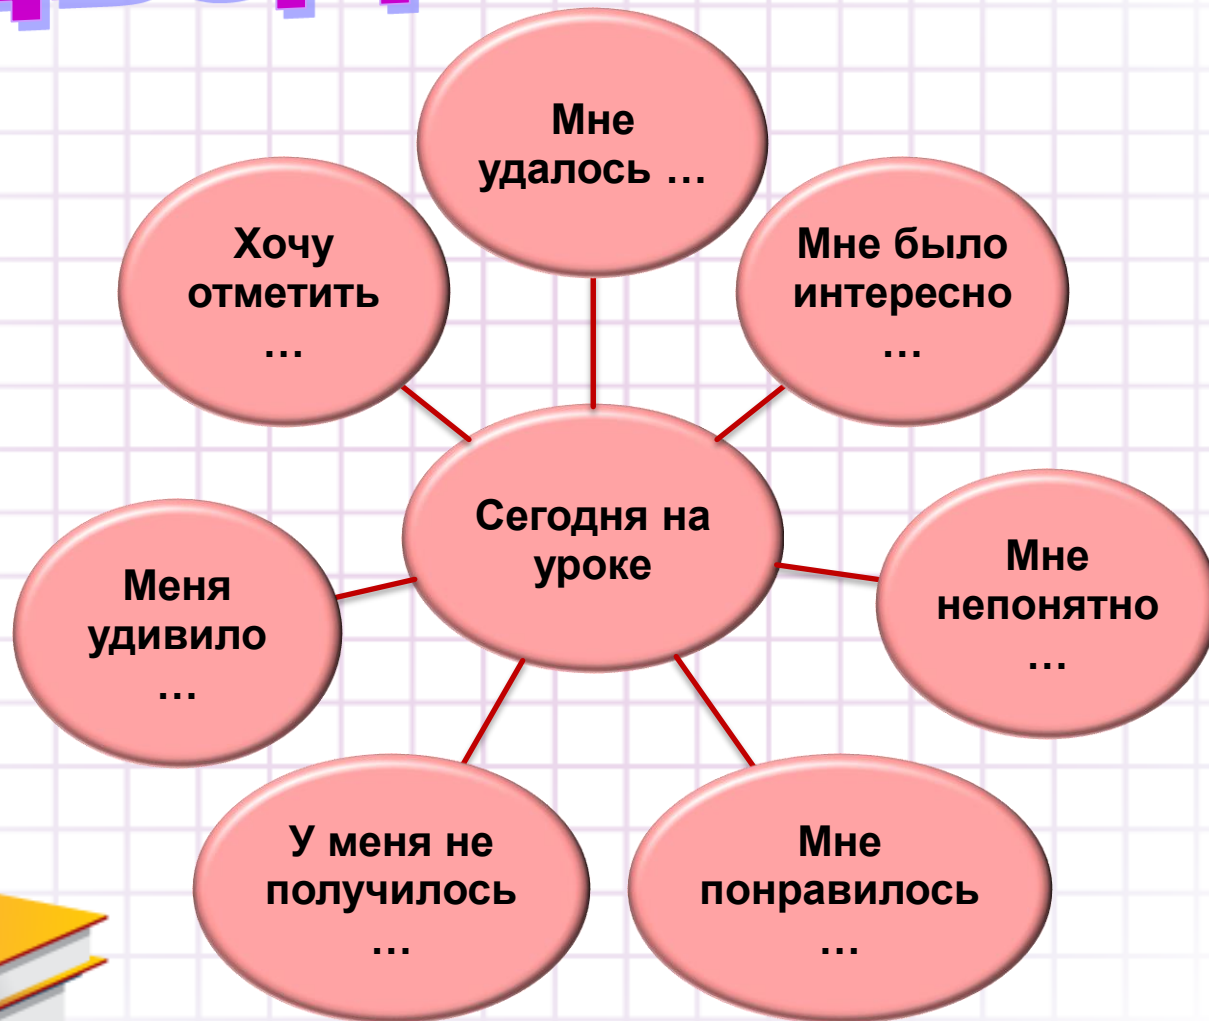 Мне
удалось …
Хочу
отметить
…
Мне было
интересно
…
Сегодня на
уроке
Мне
непонятно
…
Меня
удивило
…
У меня не
получилось
…
Мне
понравилось
…